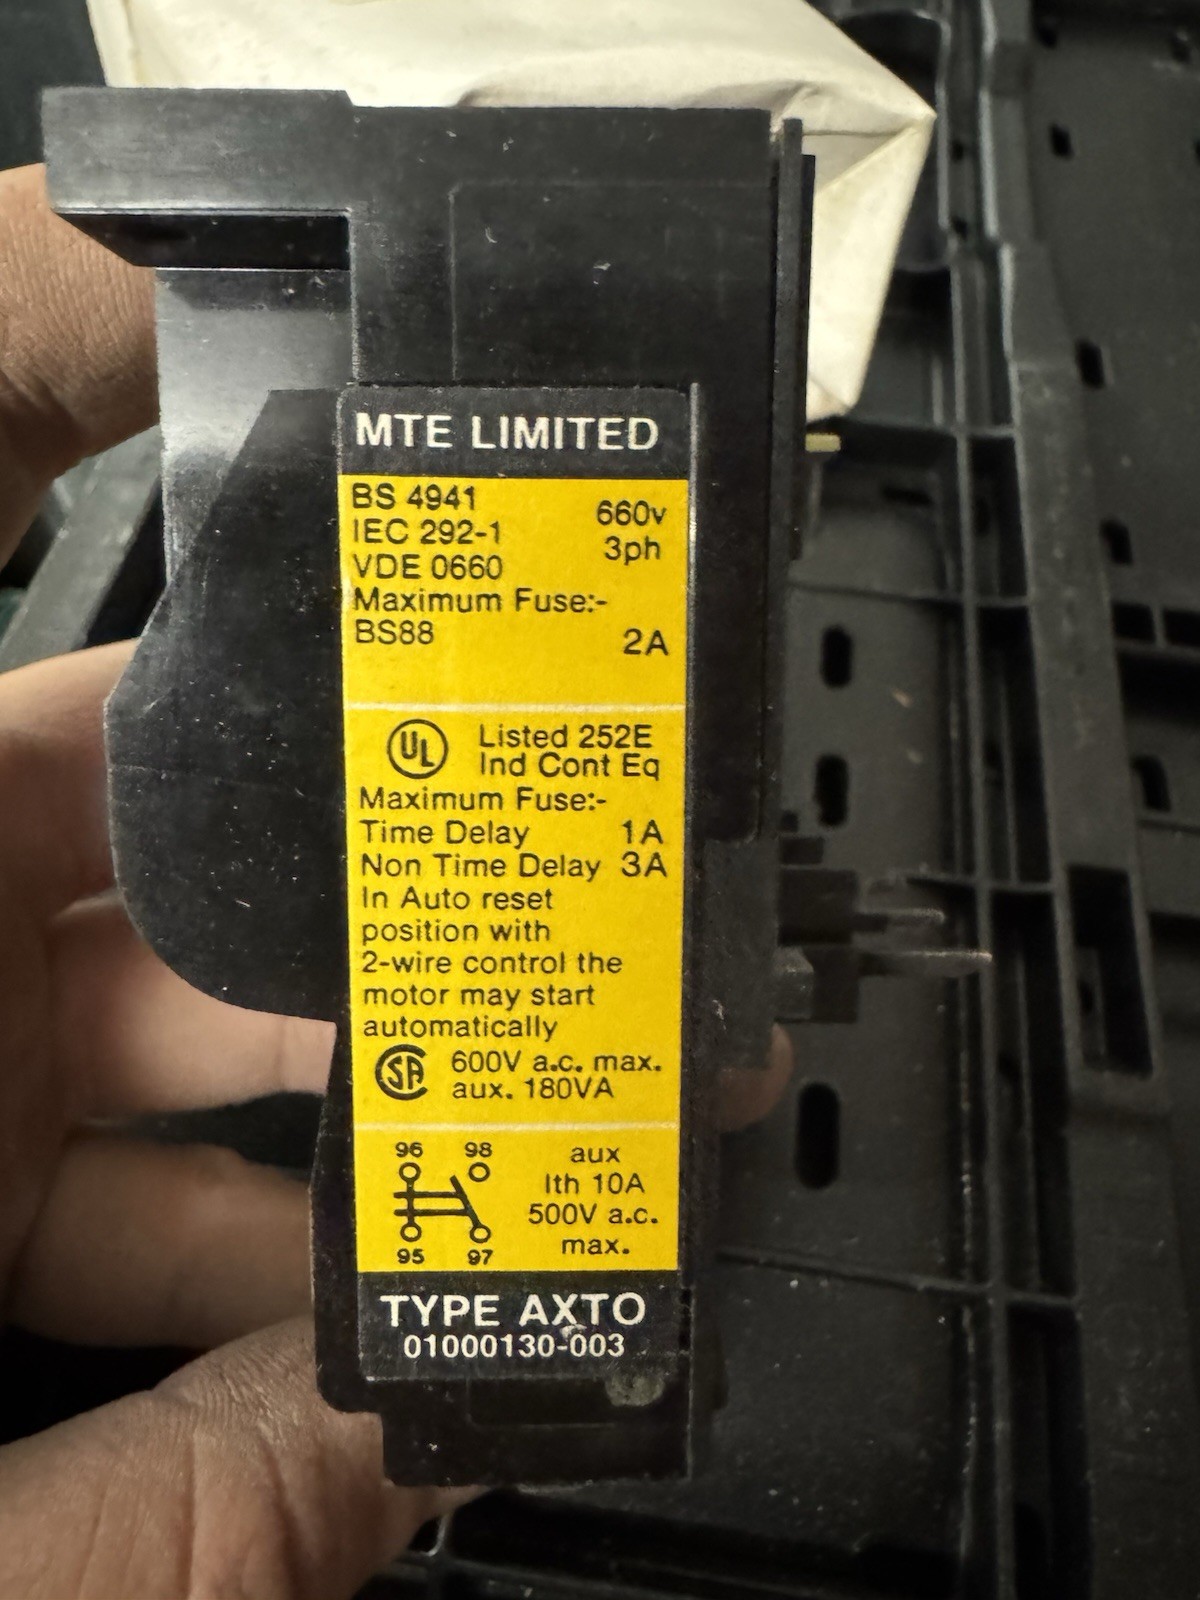 MTE LIMITED
BS 4941
IEC 292-1
VDE 0660
660v
3ph
Maximum Fuse:-
BS88 2A
UL Listed 252E
Ind Cont Eq
Maximum Fuse:-
Time Delay 1A
Non Time Delay 3A
In Auto reset
position with
2-wire control the
motor may start
automatically
SA 600V a.c. max.
aux. 180VA
96 98
95 97
aux
Ith 10A
500V a.c.
max.
TYPE AXTO
01000130-003